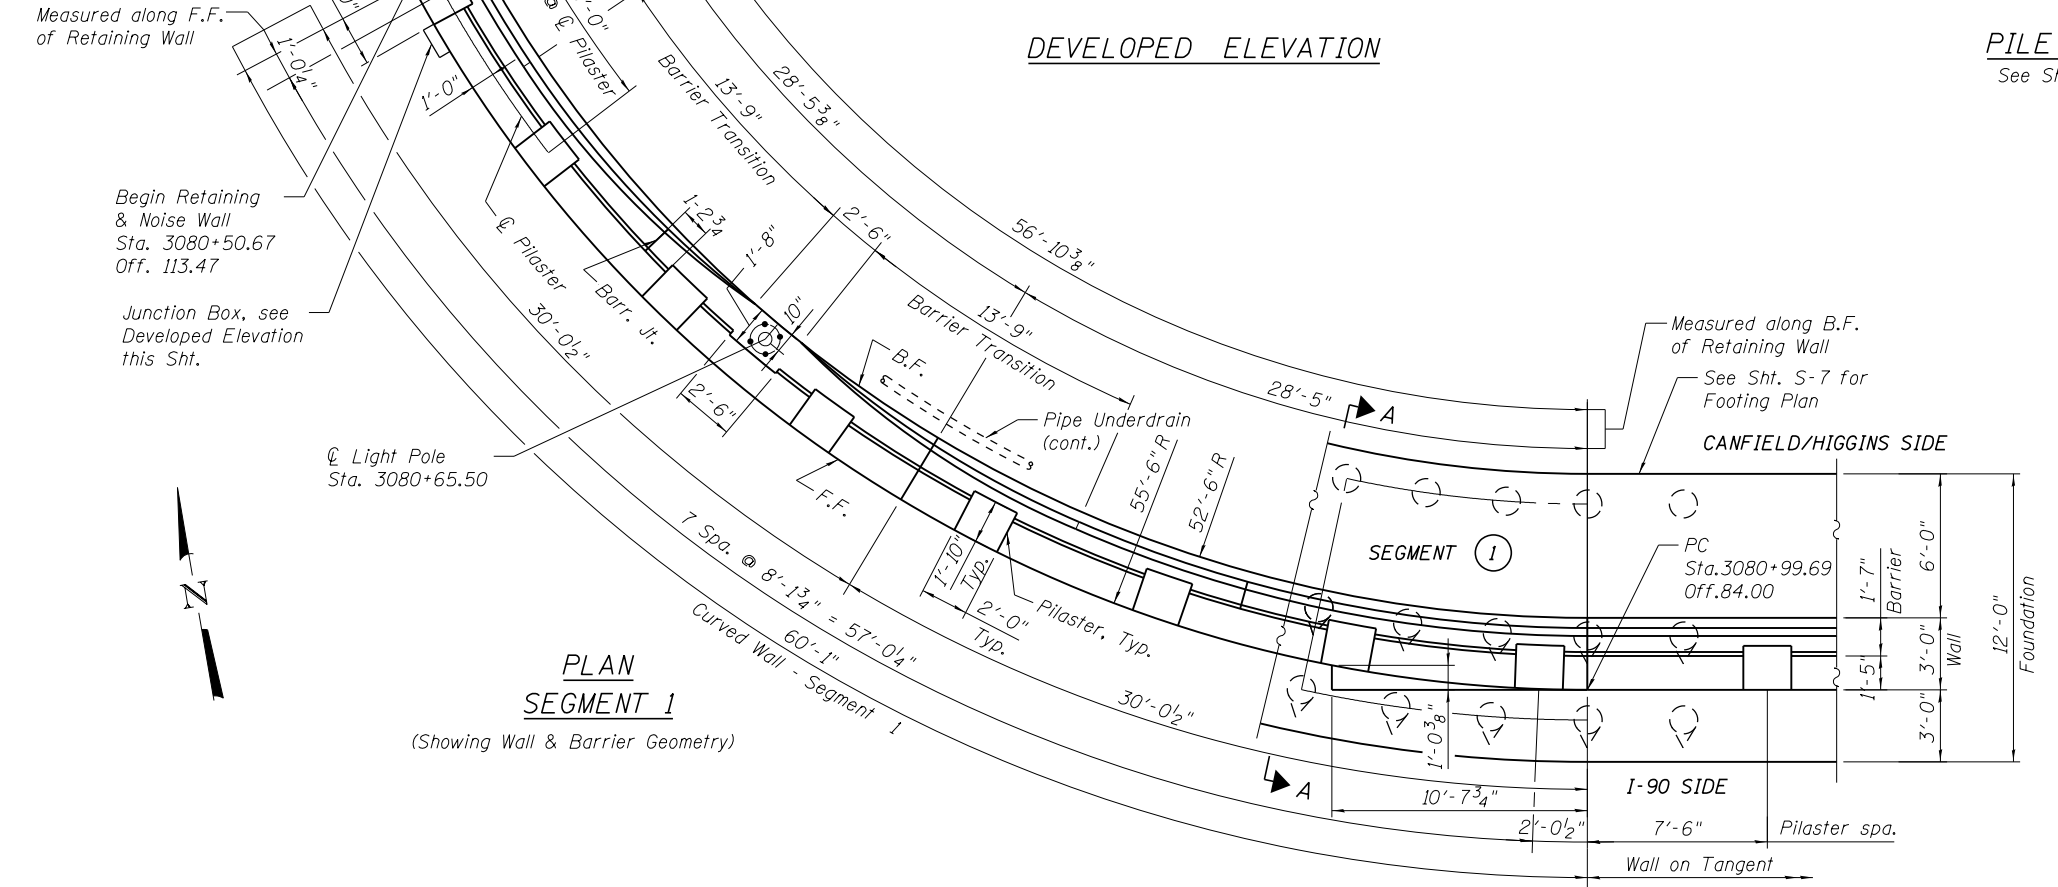 Measured along F.F.
of Retaining Wall
1'-0¼"
1'-0"
@ ℄ Pilaster
Barrier Transition
13'-9"
28'-5⅜"
DEVELOPED ELEVATION
PILE
Begin Retaining
& Noise Wall
Sta. 3080+50.67
Off. 113.47
Junction Box, see
Developed Elevation
this Sht.
℄ Pilaster
Barr. Jt.
1-2¾
1'-8"
2'-6"
10"
56'-10⅜"
30'-0½"
Barrier Transition
13'-9"
28'-5"
B.F.
Pipe Underdrain
(cont.)
2'-6"
℄ Light Pole
Sta. 3080+65.50
F.F.
A
Measured along B.F.
of Retaining Wall
See Sht. S-7 for
Footing Plan
CANFIELD/HIGGINS SIDE
55'-6" R
52'-6" R
SEGMENT 1
PC
Sta.3080+99.69
Off.84.00
1'-7"
Barrier
6'-0"
1'-5"
3'-0"
Wall
3'-0"
12'-0"
Foundation
N
1'-10"
Typ.
2'-0"
Typ.
Pilaster, Typ.
7 Spa. @ 8'-1¾" = 57'-0¼"
60'-1"
Curved Wall - Segment 1
30'-0½"
PLAN
SEGMENT 1
(Showing Wall & Barrier Geometry)
1'-0⅜"
A
I-90 SIDE
10'-7¾"
2'-0½"
7'-6"
Pilaster spa.
Wall on Tangent